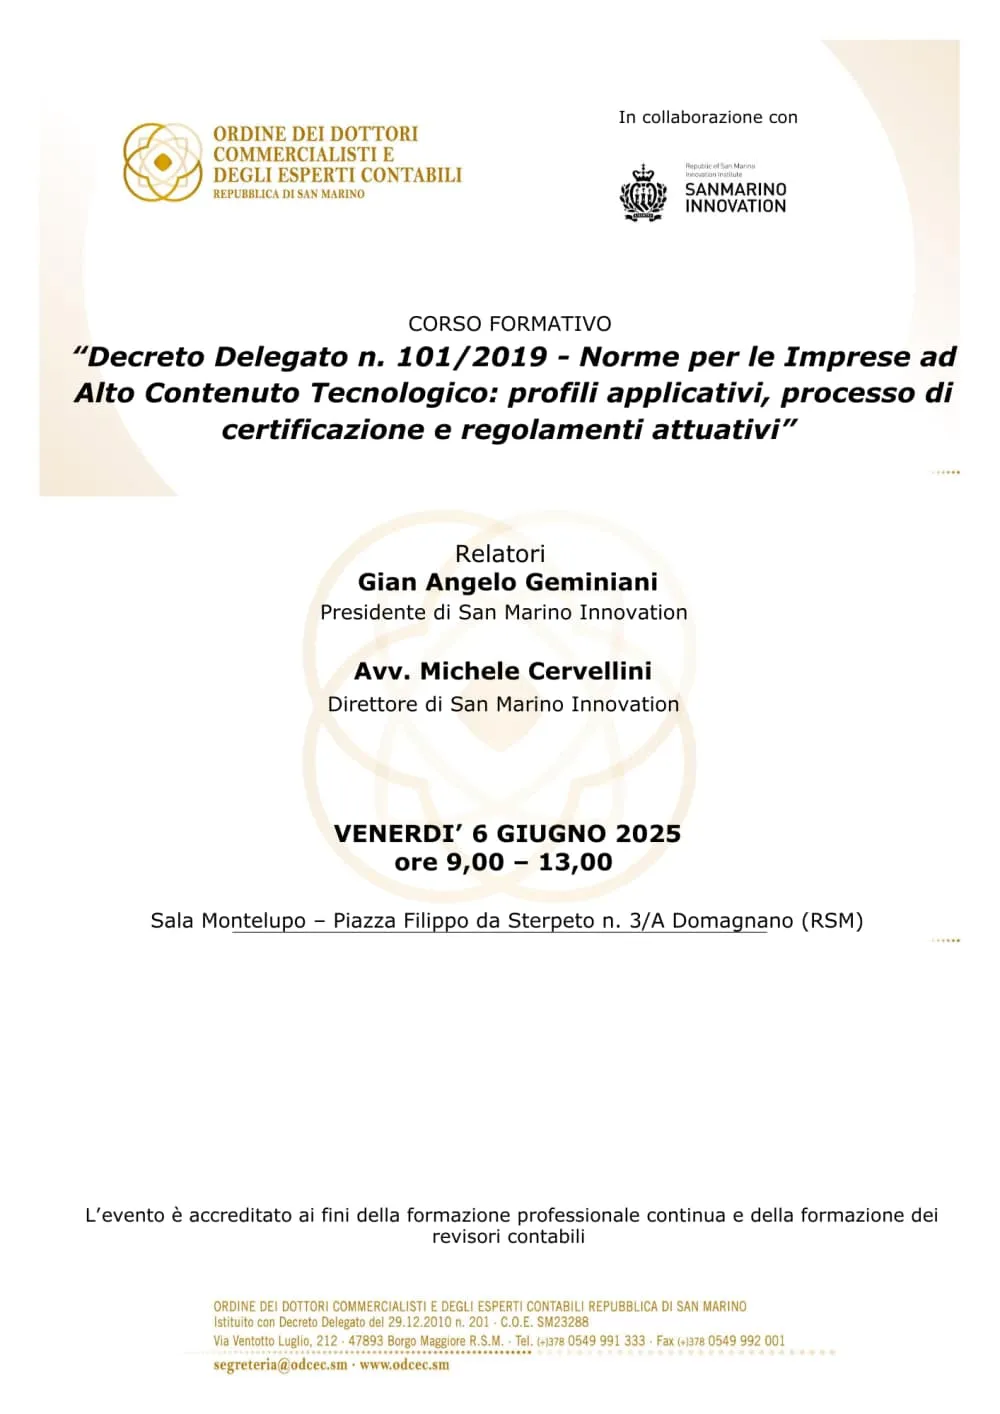 ORDINE DEI DOTTORI
COMMERCIALISTI E
DEGLI ESPERTI CONTABILI
REPUBBLICA DI SAN MARINO
In collaborazione con
Republic of San Marino
Innovation Institute
SANMARINO
INNOVATION
CORSO FORMATIVO
“Decreto Delegato n. 101/2019 - Norme per le Imprese ad
Alto Contenuto Tecnologico: profili applicativi, processo di
certificazione e regolamenti attuativi”
Relatori
Gian Angelo Geminiani
Presidente di San Marino Innovation
Avv. Michele Cervellini
Direttore di San Marino Innovation
VENERDI’ 6 GIUGNO 2025
ore 9,00 – 13,00
Sala Montelupo – Piazza Filippo da Sterpeto n. 3/A Domagnano (RSM)
L’evento è accreditato ai fini della formazione professionale continua e della formazione dei
revisori contabili
ORDINE DEI DOTTORI COMMERCIALISTI E DEGLI ESPERTI CONTABILI REPUBBLICA DI SAN MARINO
Istituito con Decreto Delegato del 29.12.2010 n. 201 · C.O.E. SM23288
Via Ventotto Luglio, 212 · 47893 Borgo Maggiore R.S.M. · Tel. (+)378 0549 991 333 · Fax (+)378 0549 992 001
segreteria@odcec.sm · www.odcec.sm